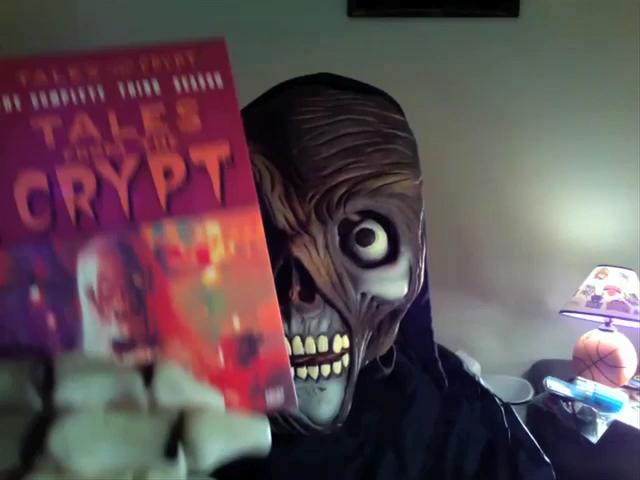 TALES FROM THE CRYPT
THE COMPLETE THIRD SEASON
TALES
FROM THE
CRYPT